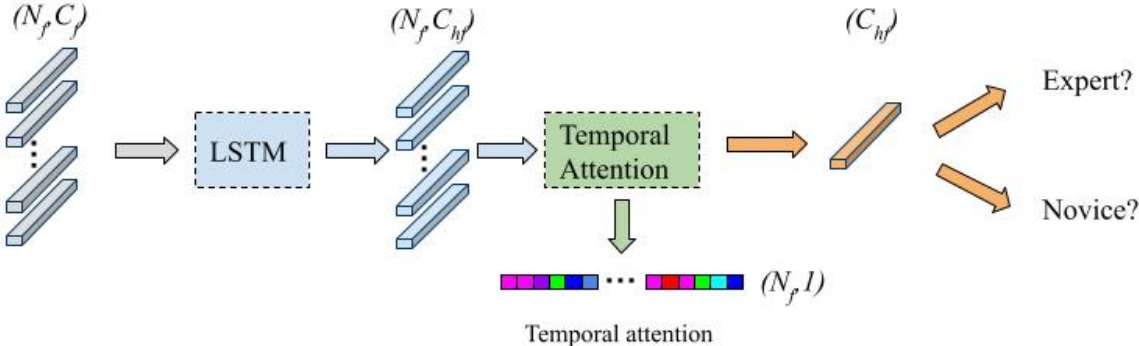 (N_f, C_f)
(N_f, C_hf)
(C_hf)
Expert?
LSTM
Temporal
Attention
Novice?
(N_f, 1)
Temporal attention